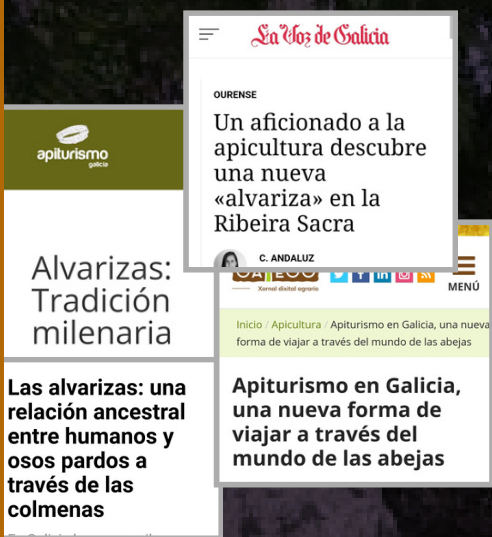 La Voz de Galicia
OURENSE
Un aficionado a la
apicultura descubre
una nueva
«alvariza» en la
Ribeira Sacra
C. ANDALUZ
apiturismo
galicia
Alvarizas:
Tradición
milenaria
Xornal dixital agrario
MENÚ
Inicio / Apicultura / Apiturismo en Galicia, una nueva
forma de viajar a través del mundo de las abejas
Apiturismo en Galicia,
una nueva forma de
viajar a través del
mundo de las abejas
Las alvarizas: una
relación ancestral
entre humanos y
osos pardos a
través de las
colmenas